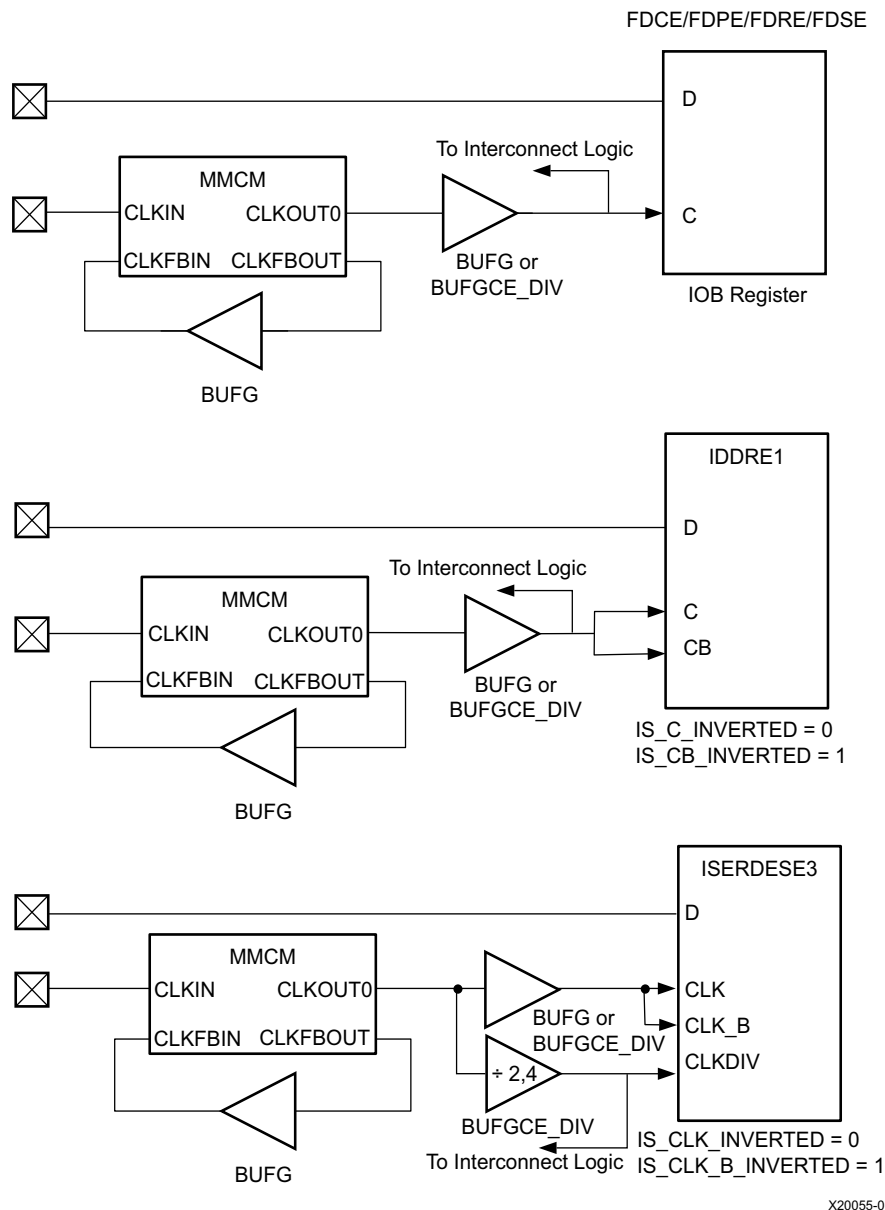 FDCE/FDPE/FDRE/FDSE
D
To Interconnect Logic
MMCM
CLKIN CLKOUT0
C
CLKFBIN CLKFBOUT
BUFG or
BUFGCE_DIV
IOB Register
BUFG
IDDRE1
D
To Interconnect Logic
MMCM
C
CLKIN CLKOUT0
CB
CLKFBIN CLKFBOUT
BUFG or
BUFGCE_DIV
IS_C_INVERTED = 0
IS_CB_INVERTED = 1
BUFG
ISERDESE3
D
MMCM
CLKIN CLKOUT0
CLK
BUFG or
BUFGCE_DIV
CLK_B
CLKFBIN CLKFBOUT
CLKDIV
÷ 2,4
BUFGCE_DIV
To Interconnect Logic
IS_CLK_INVERTED = 0
IS_CLK_B_INVERTED = 1
BUFG
X20055-0